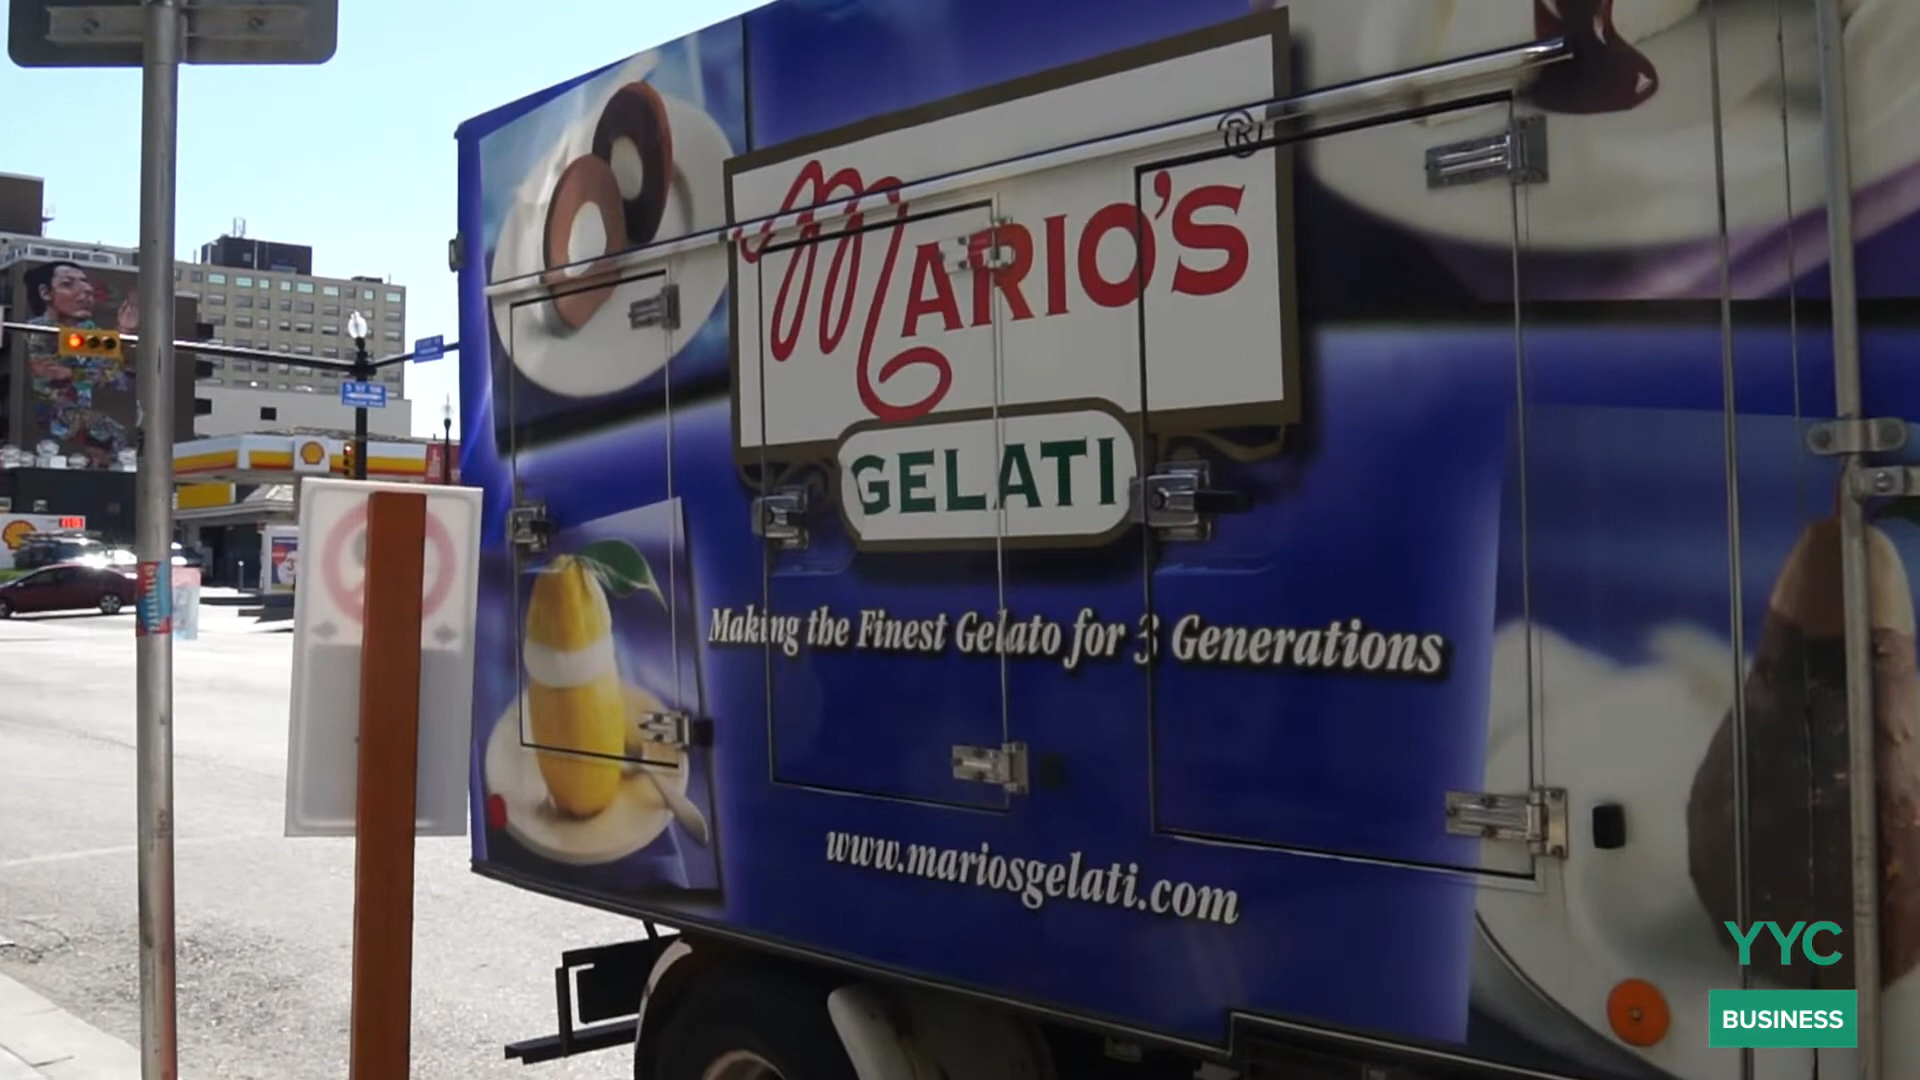 MARIO'S
®
GELATI
Making the Finest Gelato for 3 Generations
www.mariosgelati.com
YYC
BUSINESS